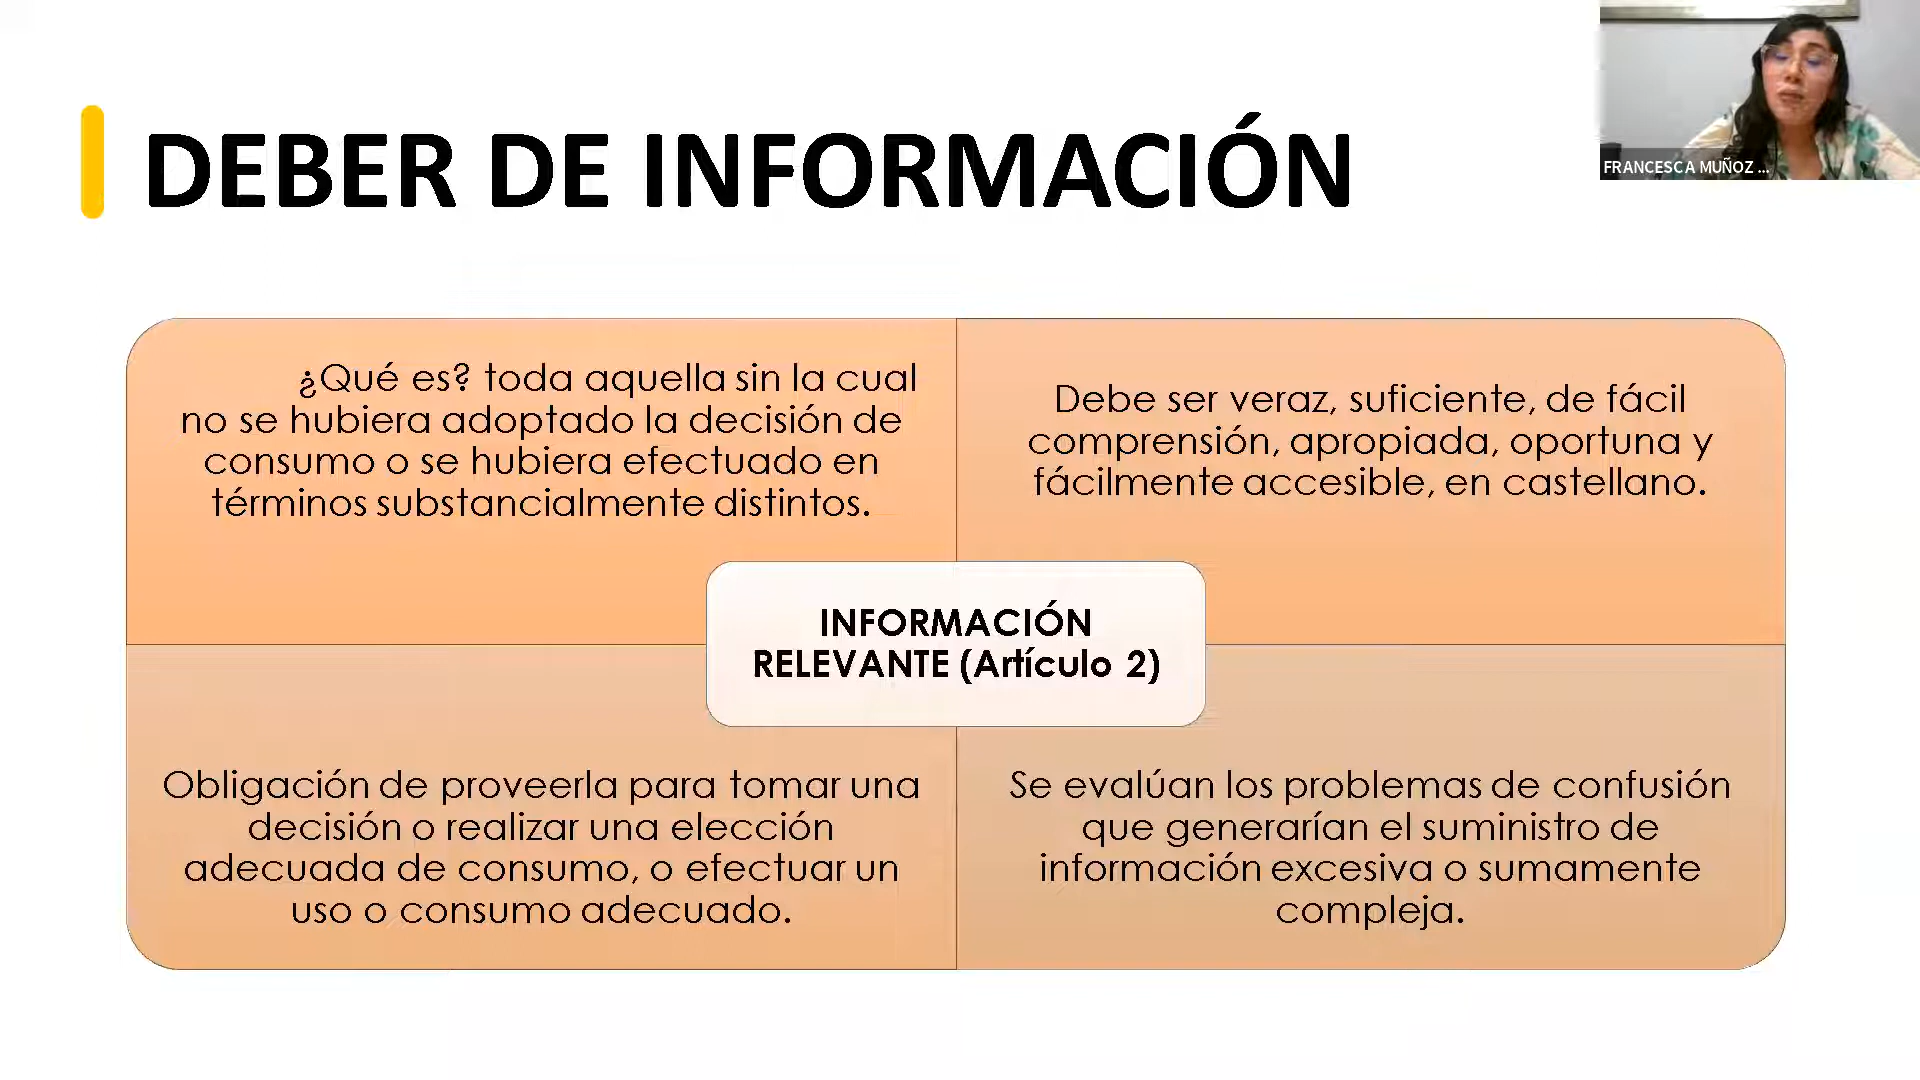 DEBER DE INFORMACIÓN
FRANCESCA MUÑOZ ...
¿Qué es? toda aquella sin la cual
no se hubiera adoptado la decisión de
consumo o se hubiera efectuado en
términos substancialmente distintos.
Debe ser veraz, suficiente, de fácil
comprensión, apropiada, oportuna y
fácilmente accesible, en castellano.
INFORMACIÓN
RELEVANTE (Artículo 2)
Obligación de proveerla para tomar una
decisión o realizar una elección
adecuada de consumo, o efectuar un
uso o consumo adecuado.
Se evalúan los problemas de confusión
que generarían el suministro de
información excesiva o sumamente
compleja.